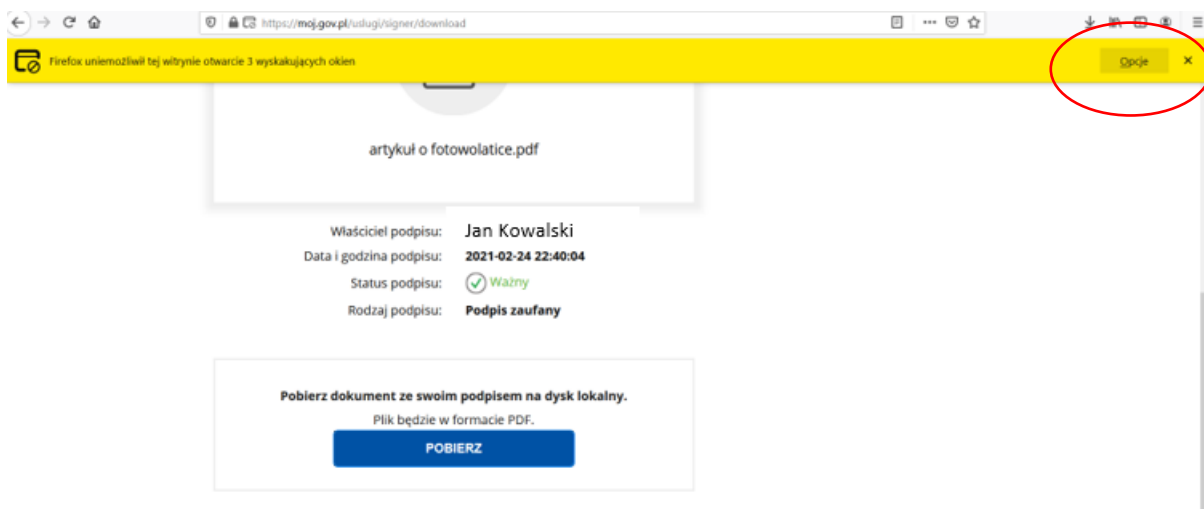 https://moj.gov.pl/uslugi/signer/download
Firefox uniemożliwił tej witrynie otwarcie 3 wyskakujących okien
Opcje
artykuł o fotowolatice.pdf
Właściciel podpisu: Jan Kowalski
Data i godzina podpisu: 2021-02-24 22:40:04
Status podpisu: Ważny
Rodzaj podpisu: Podpis zaufany
Pobierz dokument ze swoim podpisem na dysk lokalny.
Plik będzie w formacie PDF.
POBIERZ